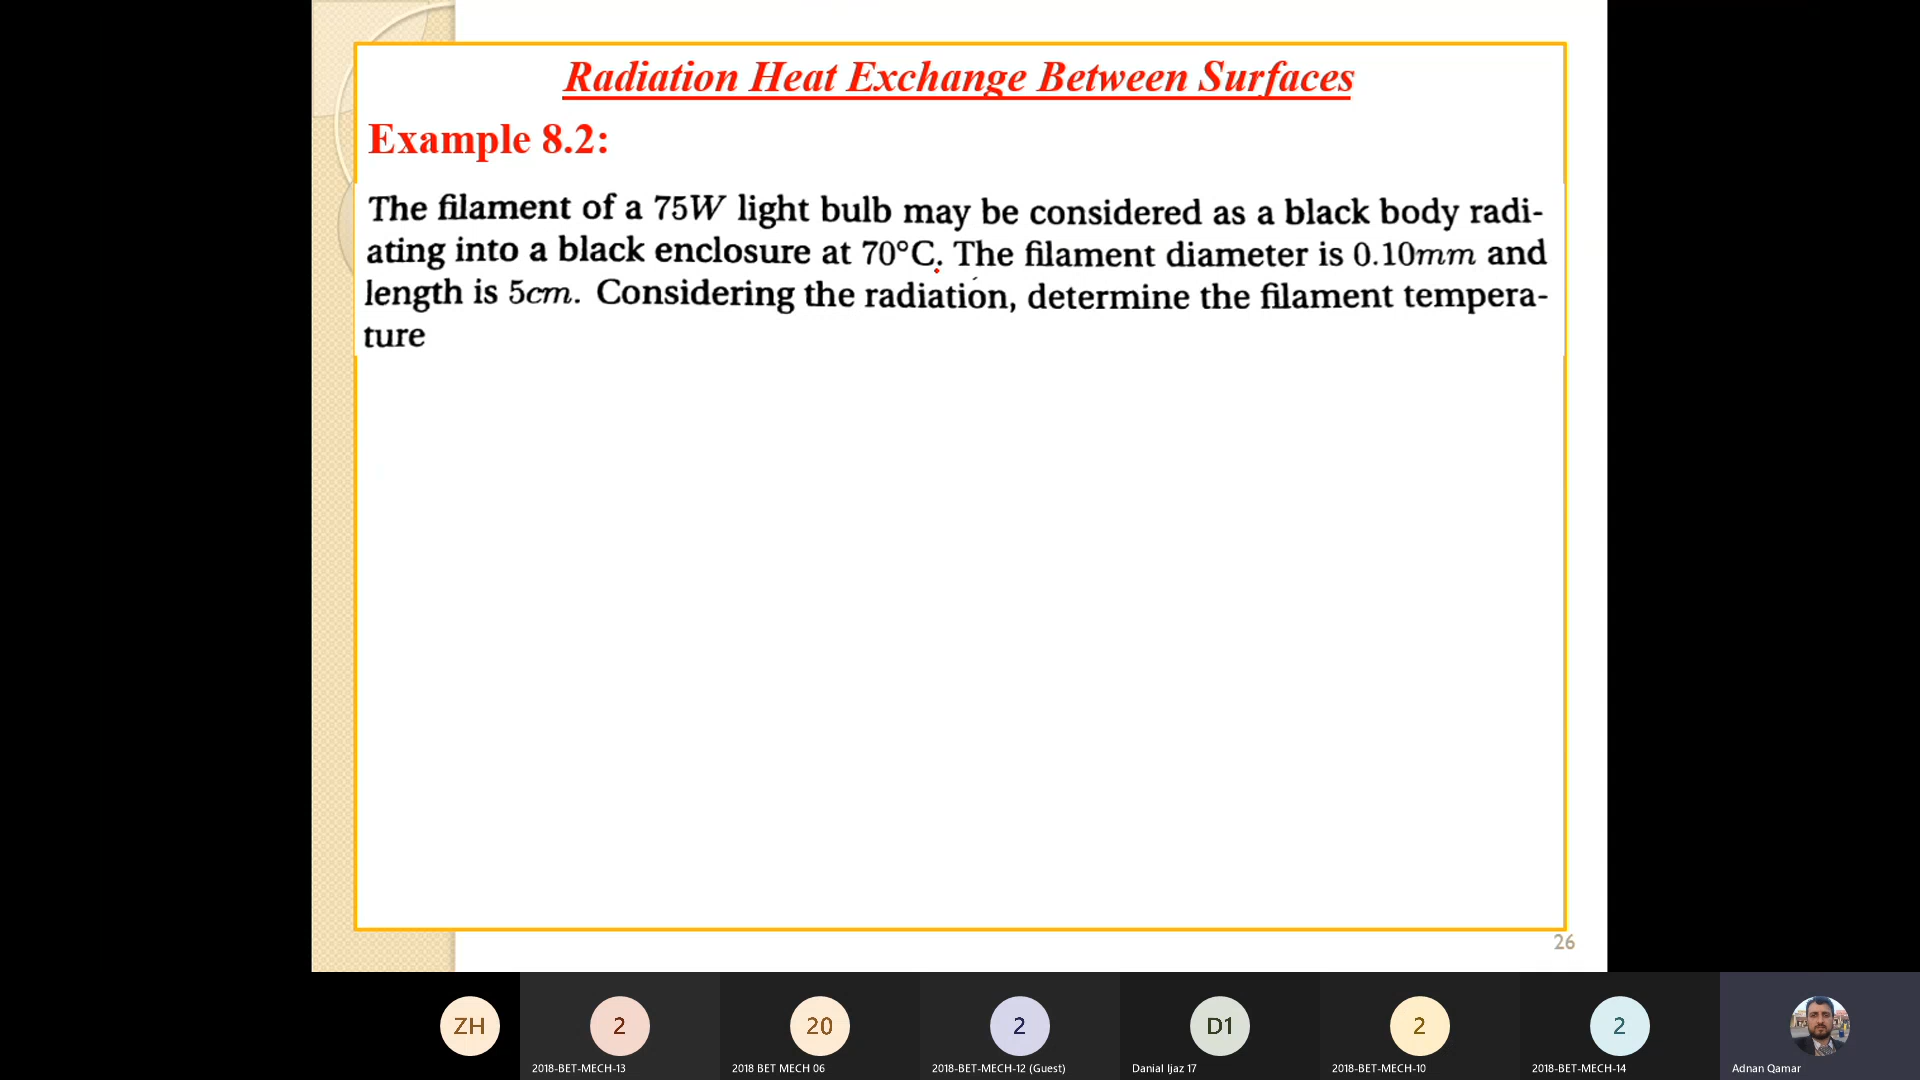 Radiation Heat Exchange Between Surfaces
Example 8.2:
The filament of a 75W light bulb may be considered as a black body radi-
ating into a black enclosure at 70°C. The filament diameter is 0.10mm and
length is 5cm. Considering the radiation, determine the filament tempera-
ture
26
ZH
2
20
2
D1
2
2
2018-BET-MECH-13
2018 BET MECH 06
2018-BET-MECH-12 (Guest)
Danial Ijaz 17
2018-BET-MECH-10
2018-BET-MECH-14
Adnan Qamar